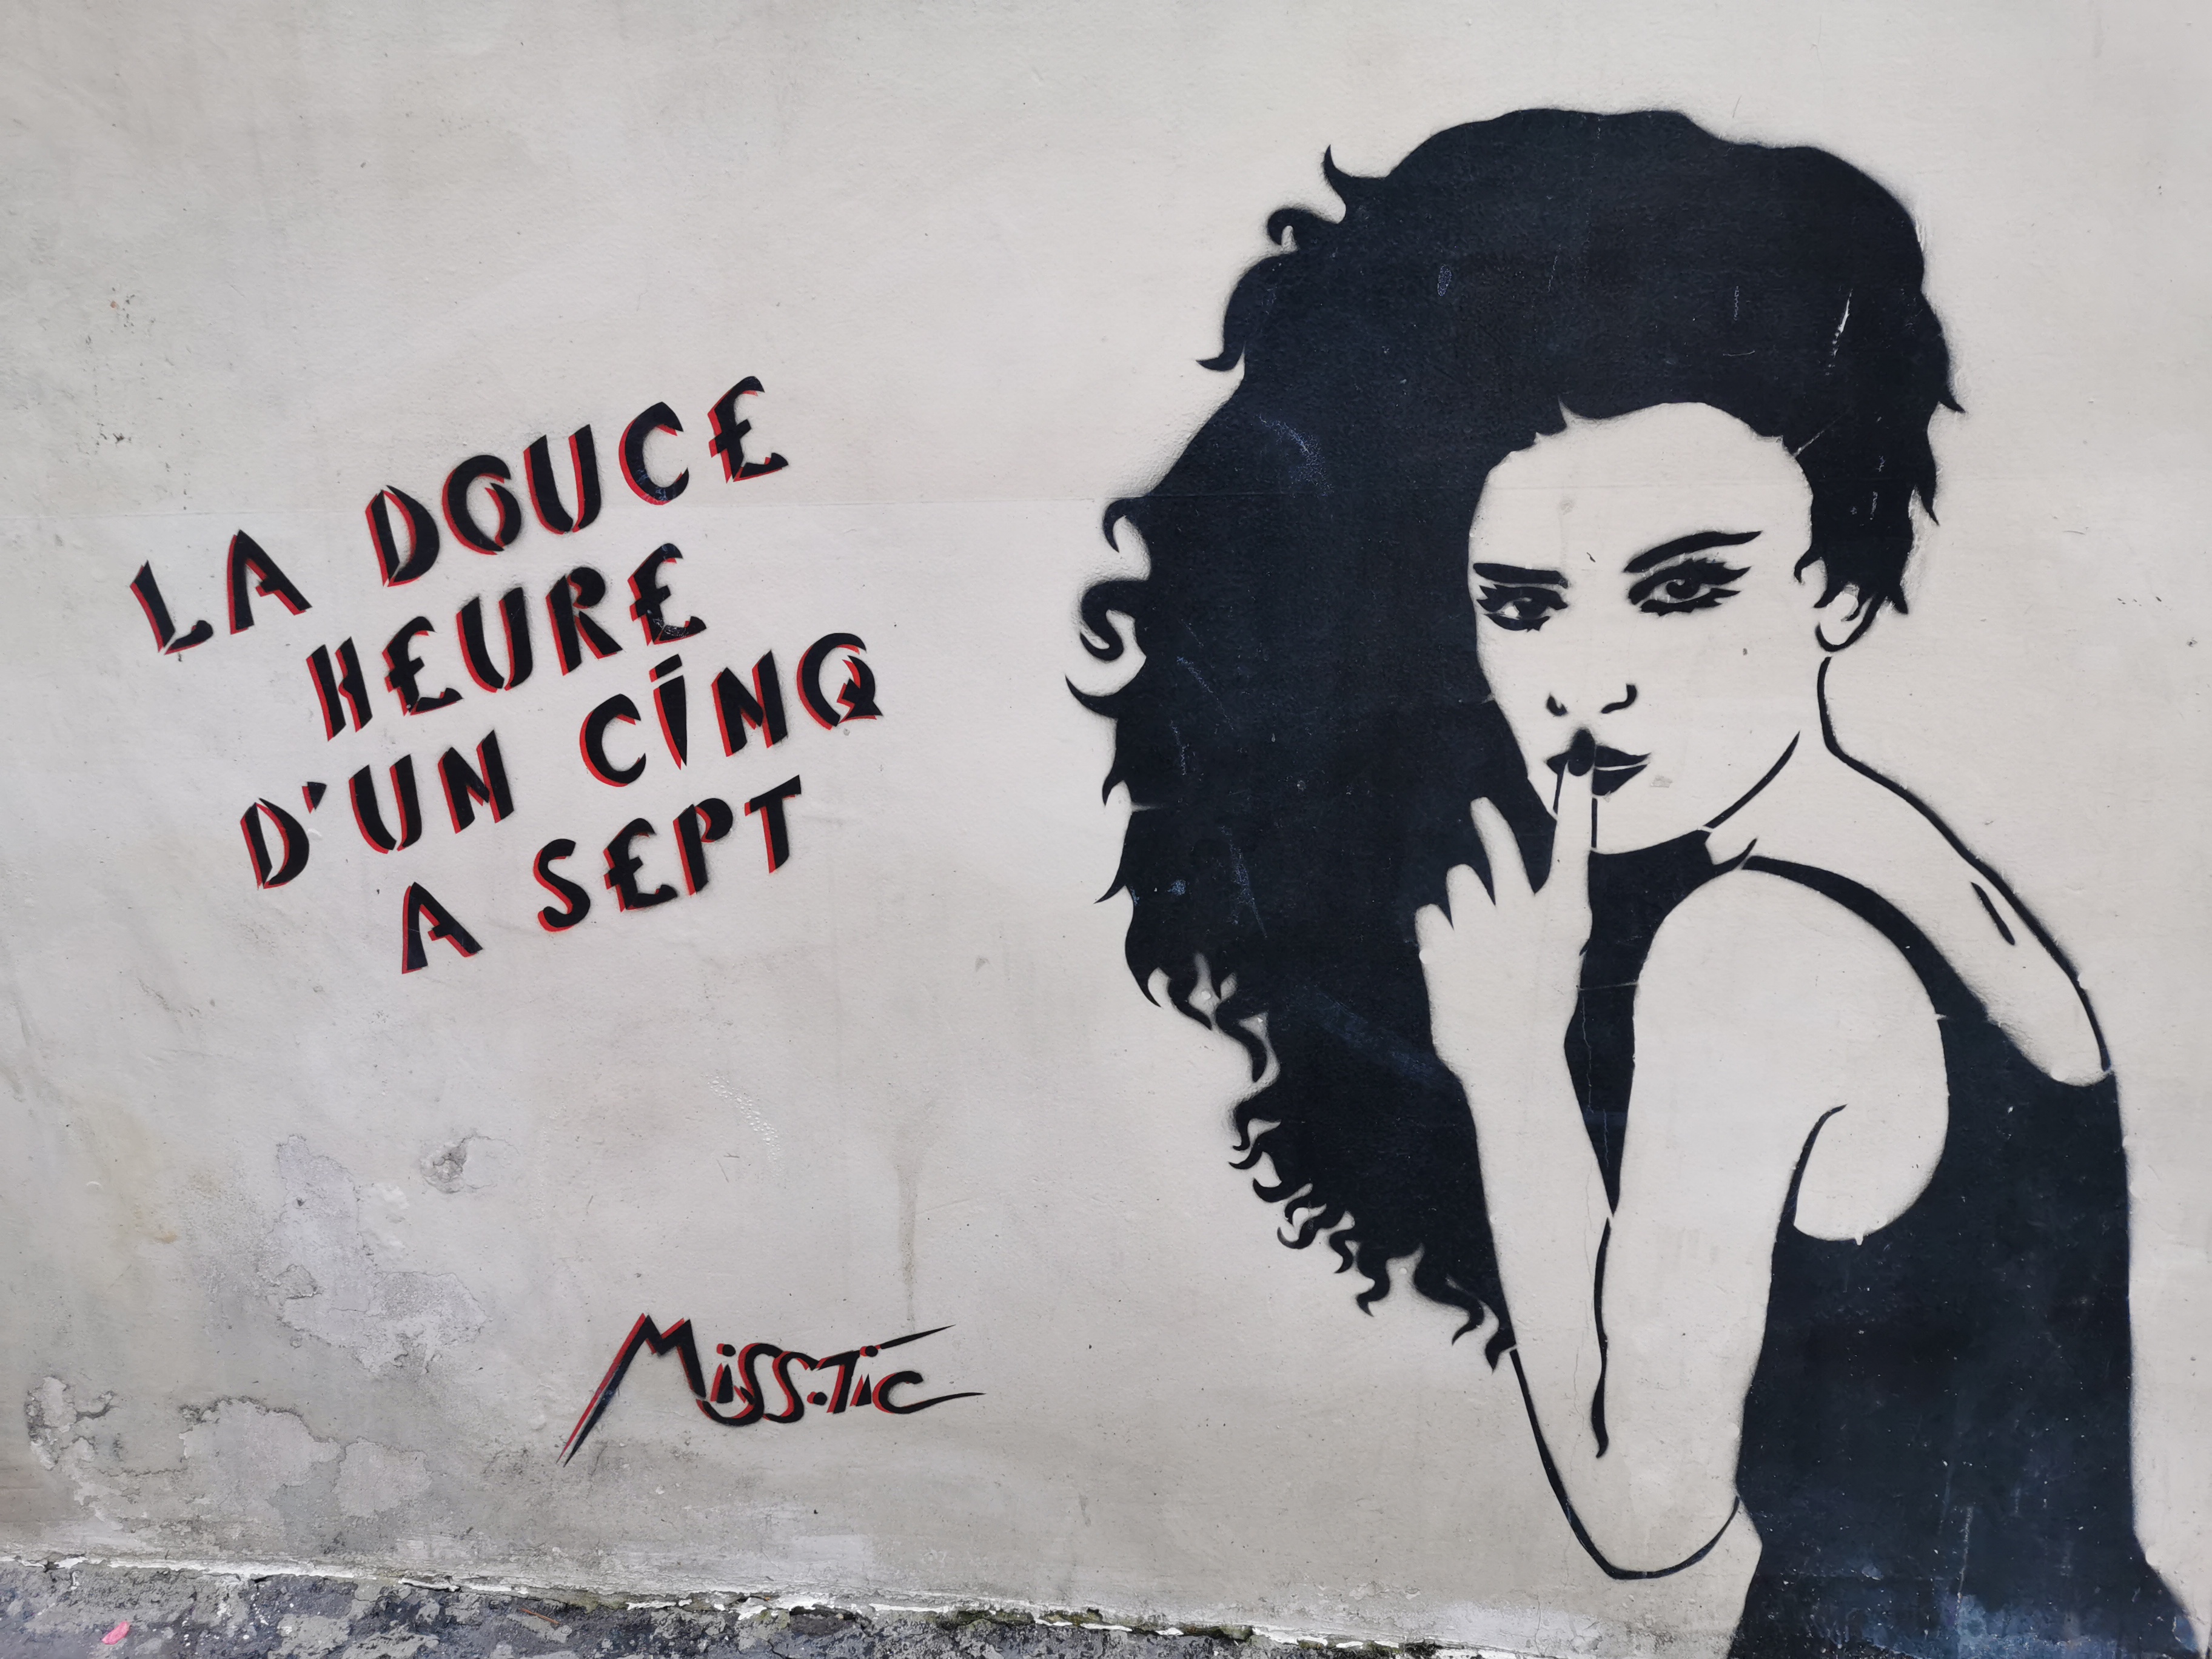 LA DOUCE
HEURE
D'UN CINQ
A SEPT
MiSS.TiC